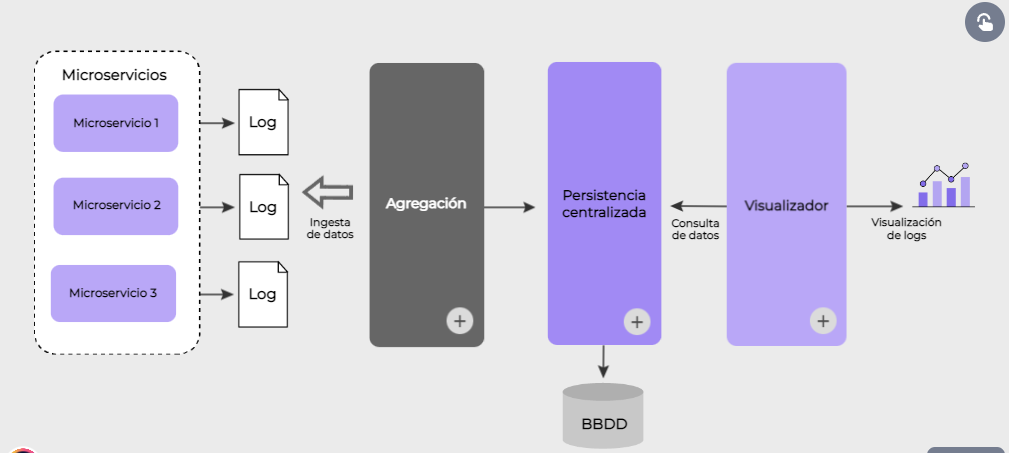 Microservicios
Microservicio 1
Log
Microservicio 2
Log
Microservicio 3
Log
Ingesta
de datos
Agregación
+
Persistencia
centralizada
+
BBDD
Consulta
de datos
Visualizador
+
Visualización
de logs